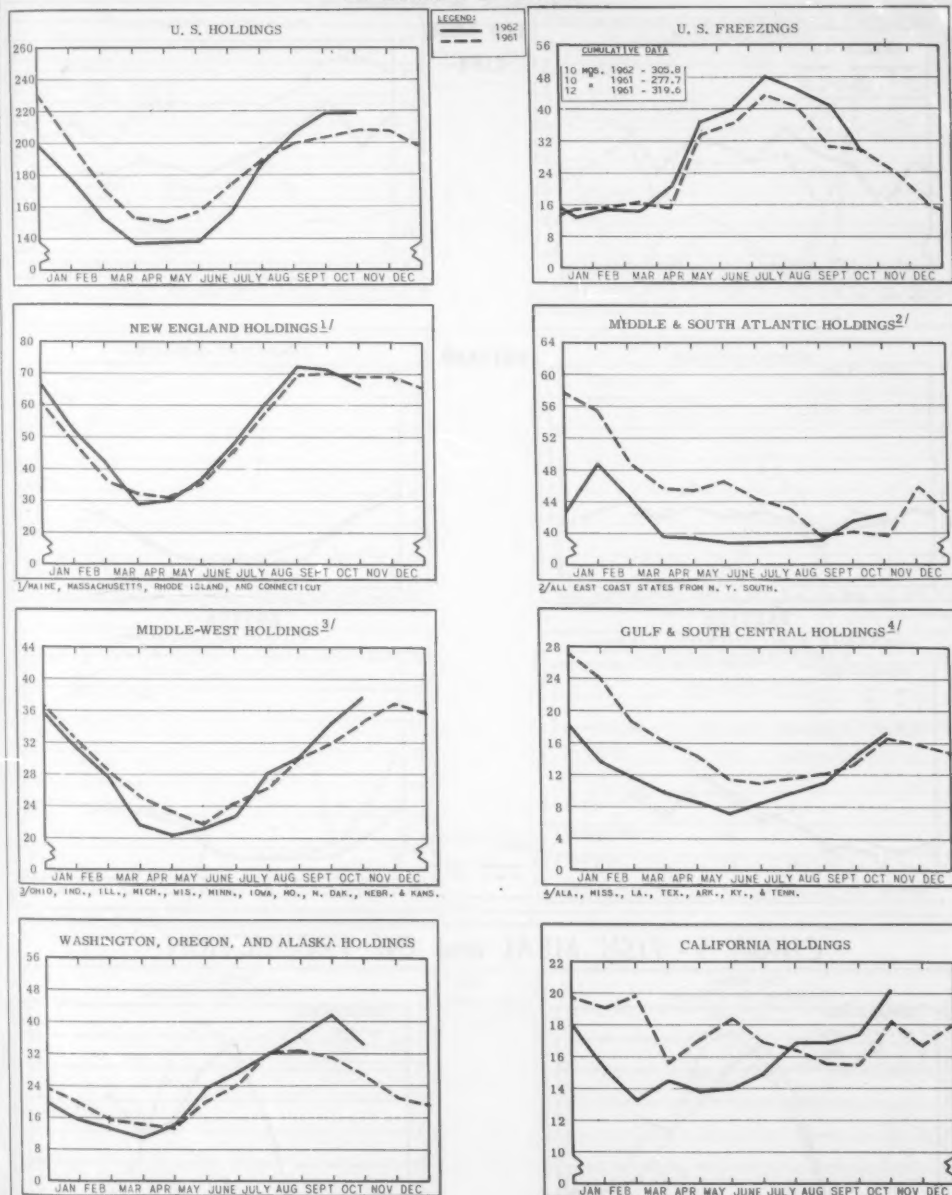 LEGEND:
1962
1961
U. S. HOLDINGS
260
220
200
180
160
140
0
JAN FEB MAR APR MAY JUNE JULY AUG SEPT OCT NOV DEC
U. S. FREEZINGS
CUMULATIVE DATA
10 MOS. 1962 - 305.8
10 " 1961 - 277.7
12 " 1961 - 319.6
56
48
40
32
24
16
8
0
JAN FEB MAR APR MAY JUNE JULY AUG SEPT OCT NOV DEC
NEW ENGLAND HOLDINGS 1/
80
70
60
50
40
30
20
0
JAN FEB MAR APR MAY JUNE JULY AUG SEPT OCT NOV DEC
1/MAINE, MASSACHUSETTS, RHODE ISLAND, AND CONNECTICUT
MIDDLE & SOUTH ATLANTIC HOLDINGS 2/
64
60
56
52
48
44
40
0
JAN FEB MAR APR MAY JUNE JULY AUG SEPT OCT NOV DEC
2/ALL EAST COAST STATES FROM N. Y. SOUTH.
MIDDLE-WEST HOLDINGS 3/
44
40
36
32
28
22
20
0
JAN FEB MAR APR MAY JUNE JULY AUG SEPT OCT NOV DEC
3/OHIO, IND., ILL., MICH., WIS., MINN., IOWA, MO., N. DAK., NEBR. & KANS.
GULF & SOUTH CENTRAL HOLDINGS 4/
28
24
20
16
12
8
4
0
JAN FEB MAR APR MAY JUNE JULY AUG SEPT OCT NOV DEC
4/ALA., MISS., LA., TEX., ARK., KY., & TENN.
WASHINGTON, OREGON, AND ALASKA HOLDINGS
56
48
40
32
24
16
8
0
JAN FEB MAR APR MAY JUNE JULY AUG SEPT OCT NOV DEC
CALIFORNIA HOLDINGS
22
20
18
16
14
12
10
0
JAN FEB MAR APR MAY JUNE JULY AUG SEPT OCT NOV DEC